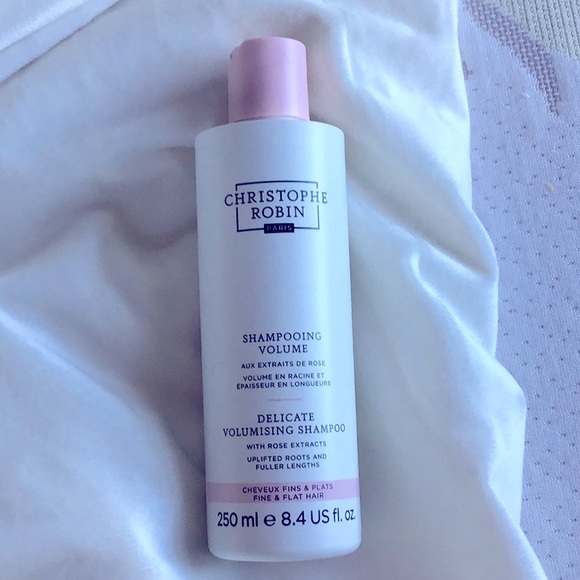 CHRISTOPHE
ROBIN
PARIS
SHAMPOOING
VOLUME
AUX EXTRAITS DE ROSE
VOLUME EN RACINE ET
ÉPAISSEUR EN LONGUEURS
DELICATE
VOLUMISING SHAMPOO
WITH ROSE EXTRACTS
UPLIFTED ROOTS AND
FULLER LENGTHS
CHEVEUX FINS & PLATS
FINE & FLAT HAIR
250 ml e 8.4 US fl. oz.